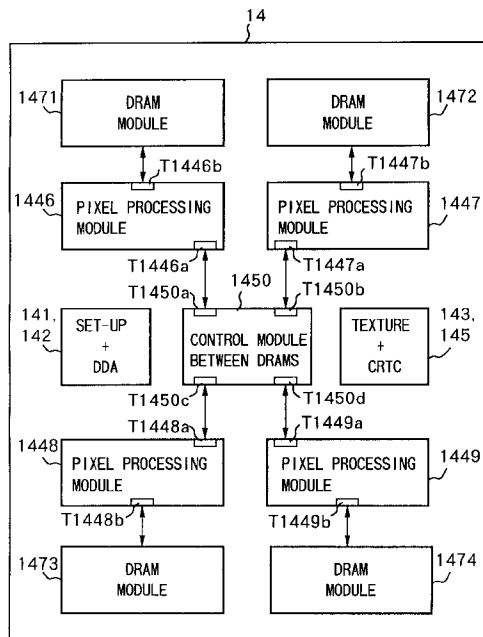 14
1471
DRAM
MODULE
1472
DRAM
MODULE
T1446b
T1447b
1446
PIXEL PROCESSING
MODULE
PIXEL PROCESSING
MODULE
1447
T1446a
T1447a
T1450a
1450
T1450b
141,
142
SET-UP
+
DDA
CONTROL MODULE
BETWEEN DRAMS
TEXTURE
+
CRTC
143,
145
T1450c
T1450d
T1448a
T1449a
1448
PIXEL PROCESSING
MODULE
PIXEL PROCESSING
MODULE
1449
T1448b
T1449b
1473
DRAM
MODULE
DRAM
MODULE
1474